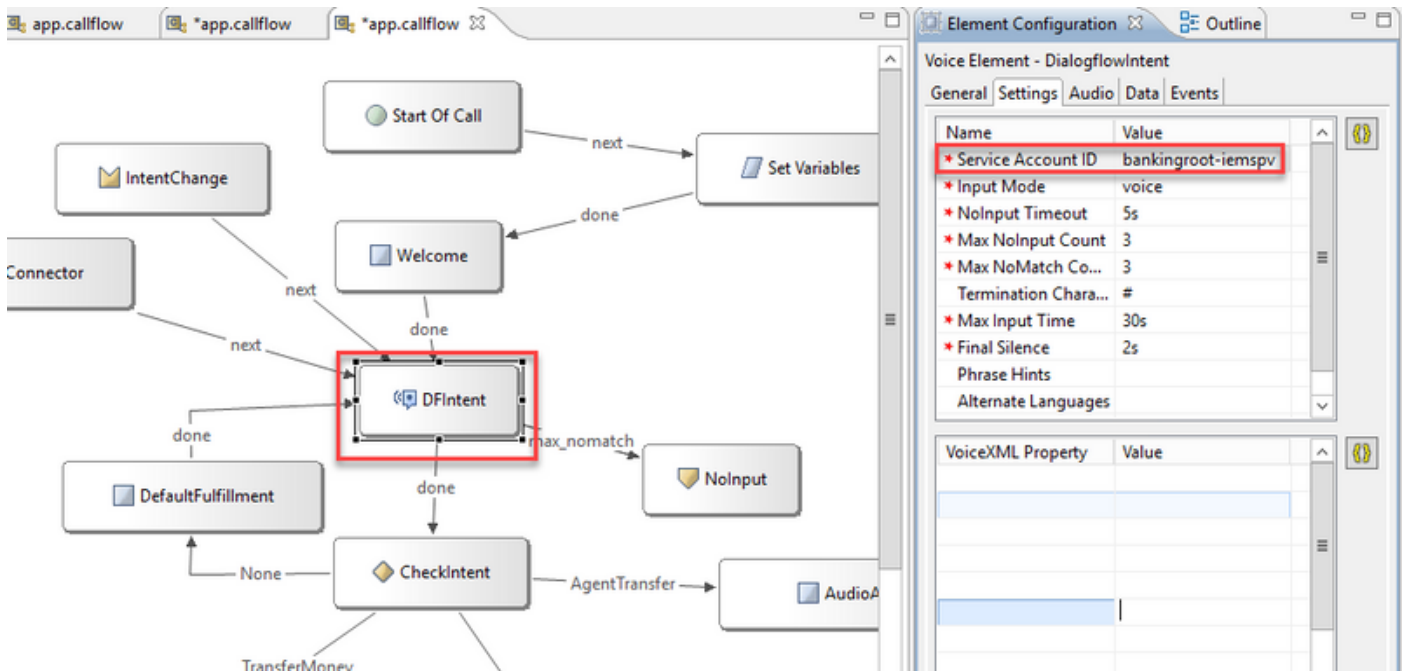 app.callflow
*app.callflow
*app.callflow
Start Of Call
next
IntentChange
Set Variables
done
Welcome
Connector
next
done
next
DFIntent
done
max_nomatch
NoInput
DefaultFulfillment
done
CheckIntent
None
AgentTransfer
AudioA
TransferMoney
Element Configuration
Outline
Voice Element - DialogflowIntent
General Settings Audio Data Events
Name Value
* Service Account ID bankingroot-iemspv
* Input Mode voice
* NoInput Timeout 5s
* Max NoInput Count 3
* Max NoMatch Co... 3
Termination Chara... #
* Max Input Time 30s
* Final Silence 2s
Phrase Hints
Alternate Languages
VoiceXML Property Value